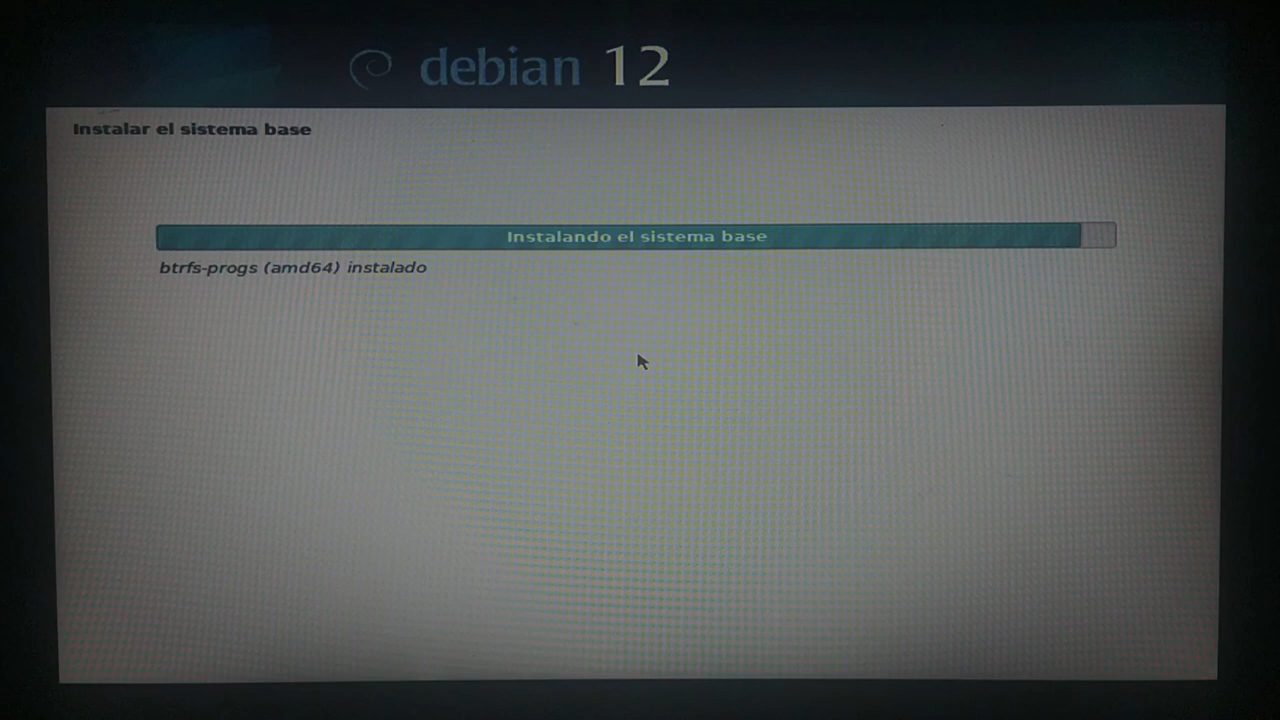 debian 12
Instalar el sistema base
Instalando el sistema base
btrfs-progs (amd64) instalado